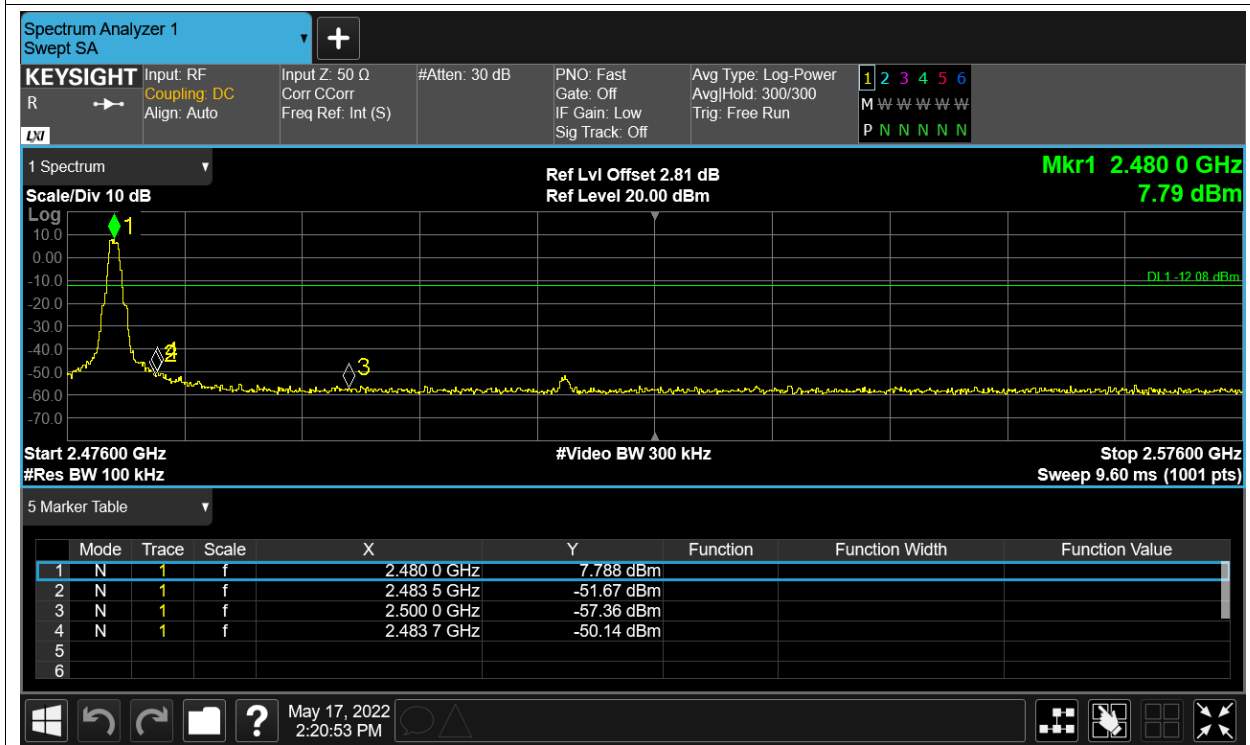 Spectrum Analyzer 1
Swept SA
+
KEYSIGHT Input: RF Input Z: 50 Ω #Atten: 30 dB PNO: Fast Avg Type: Log-Power 1 2 3 4 5 6
R Coupling: DC Corr CCorr Gate: Off Avg|Hold: 300/300 M W W W W W
Align: Auto Freq Ref: Int (S) IF Gain: Low Trig: Free Run
LXI Sig Track: Off P N N N N N
1 Spectrum Ref Lvl Offset 2.81 dB Mkr1 2.480 0 GHz
Scale/Div 10 dB Ref Level 20.00 dBm 7.79 dBm
Log
1
10.0
0.00
-10.0 DL1 -12.08 dBm
-20.0
-30.0
-40.0
3
-50.0
-60.0
-70.0
Start 2.47600 GHz #Video BW 300 kHz Stop 2.57600 GHz
#Res BW 100 kHz Sweep 9.60 ms (1001 pts)
5 Marker Table
Mode Trace Scale X Y Function Function Width Function Value
1 N 1 f 2.480 0 GHz 7.788 dBm
2 N 1 f 2.483 5 GHz -51.67 dBm
3 N 1 f 2.500 0 GHz -57.36 dBm
4 N 1 f 2.483 7 GHz -50.14 dBm
5
6
? May 17, 2022
2:20:53 PM